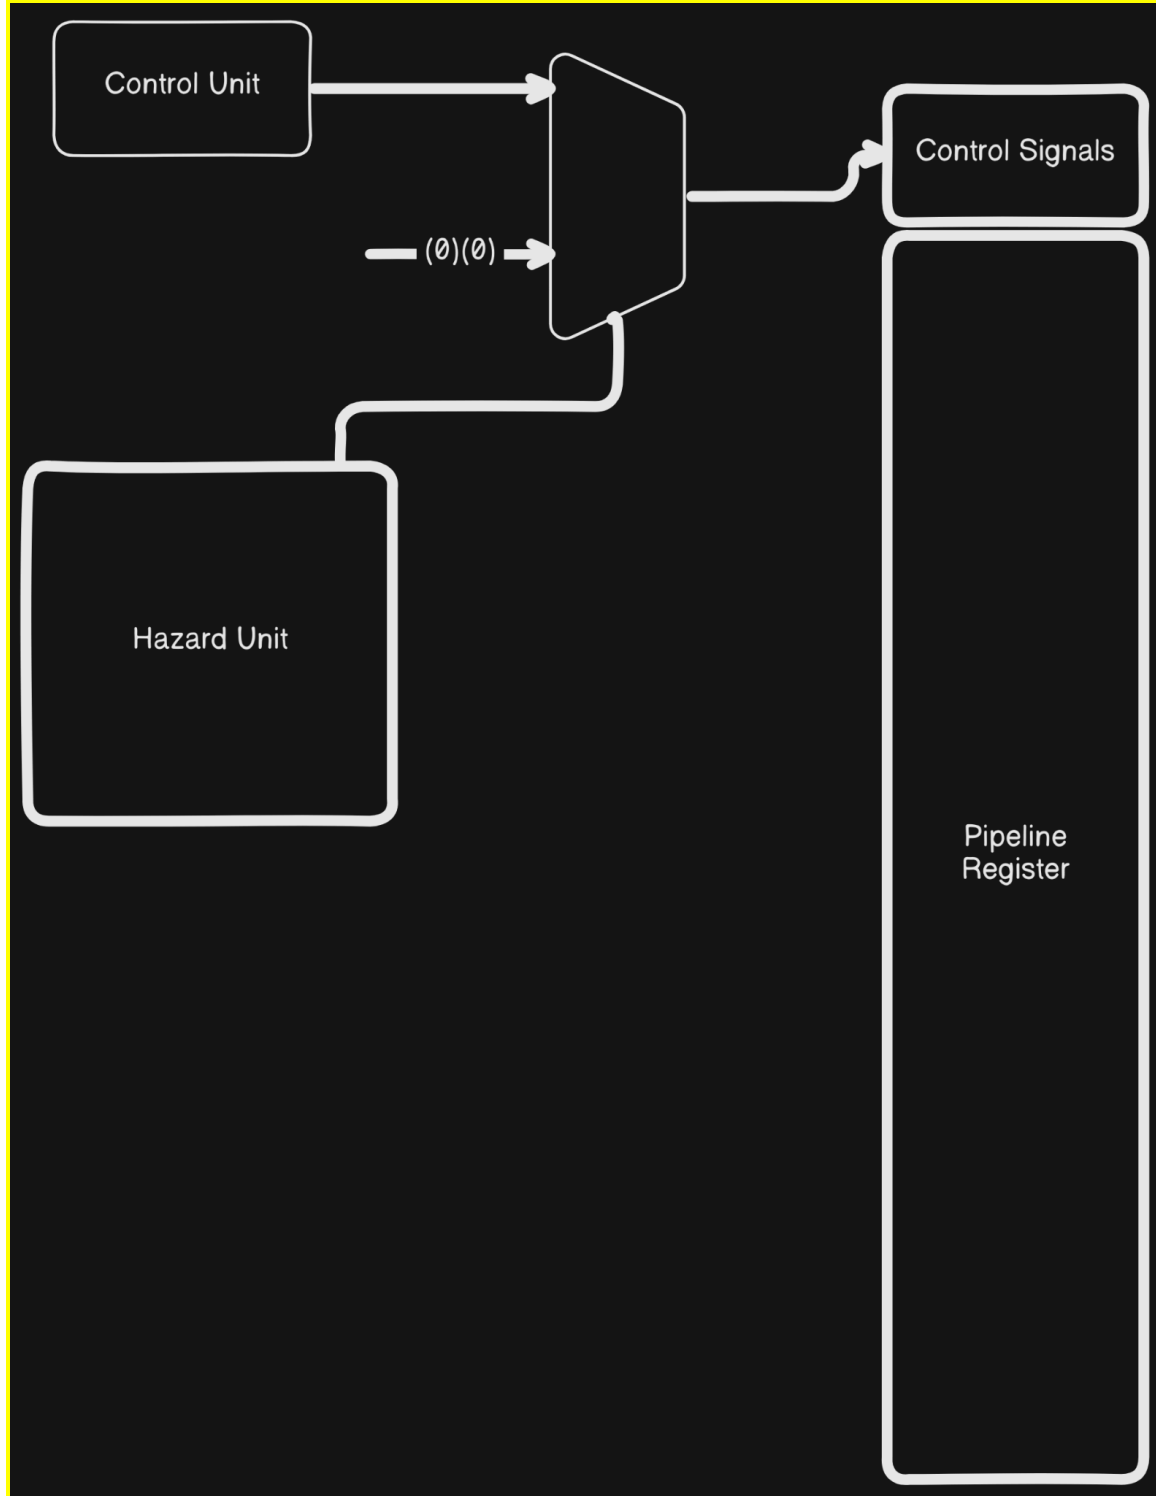 Control Unit
Control Signals
(0)(0)
Hazard Unit
Pipeline
Register